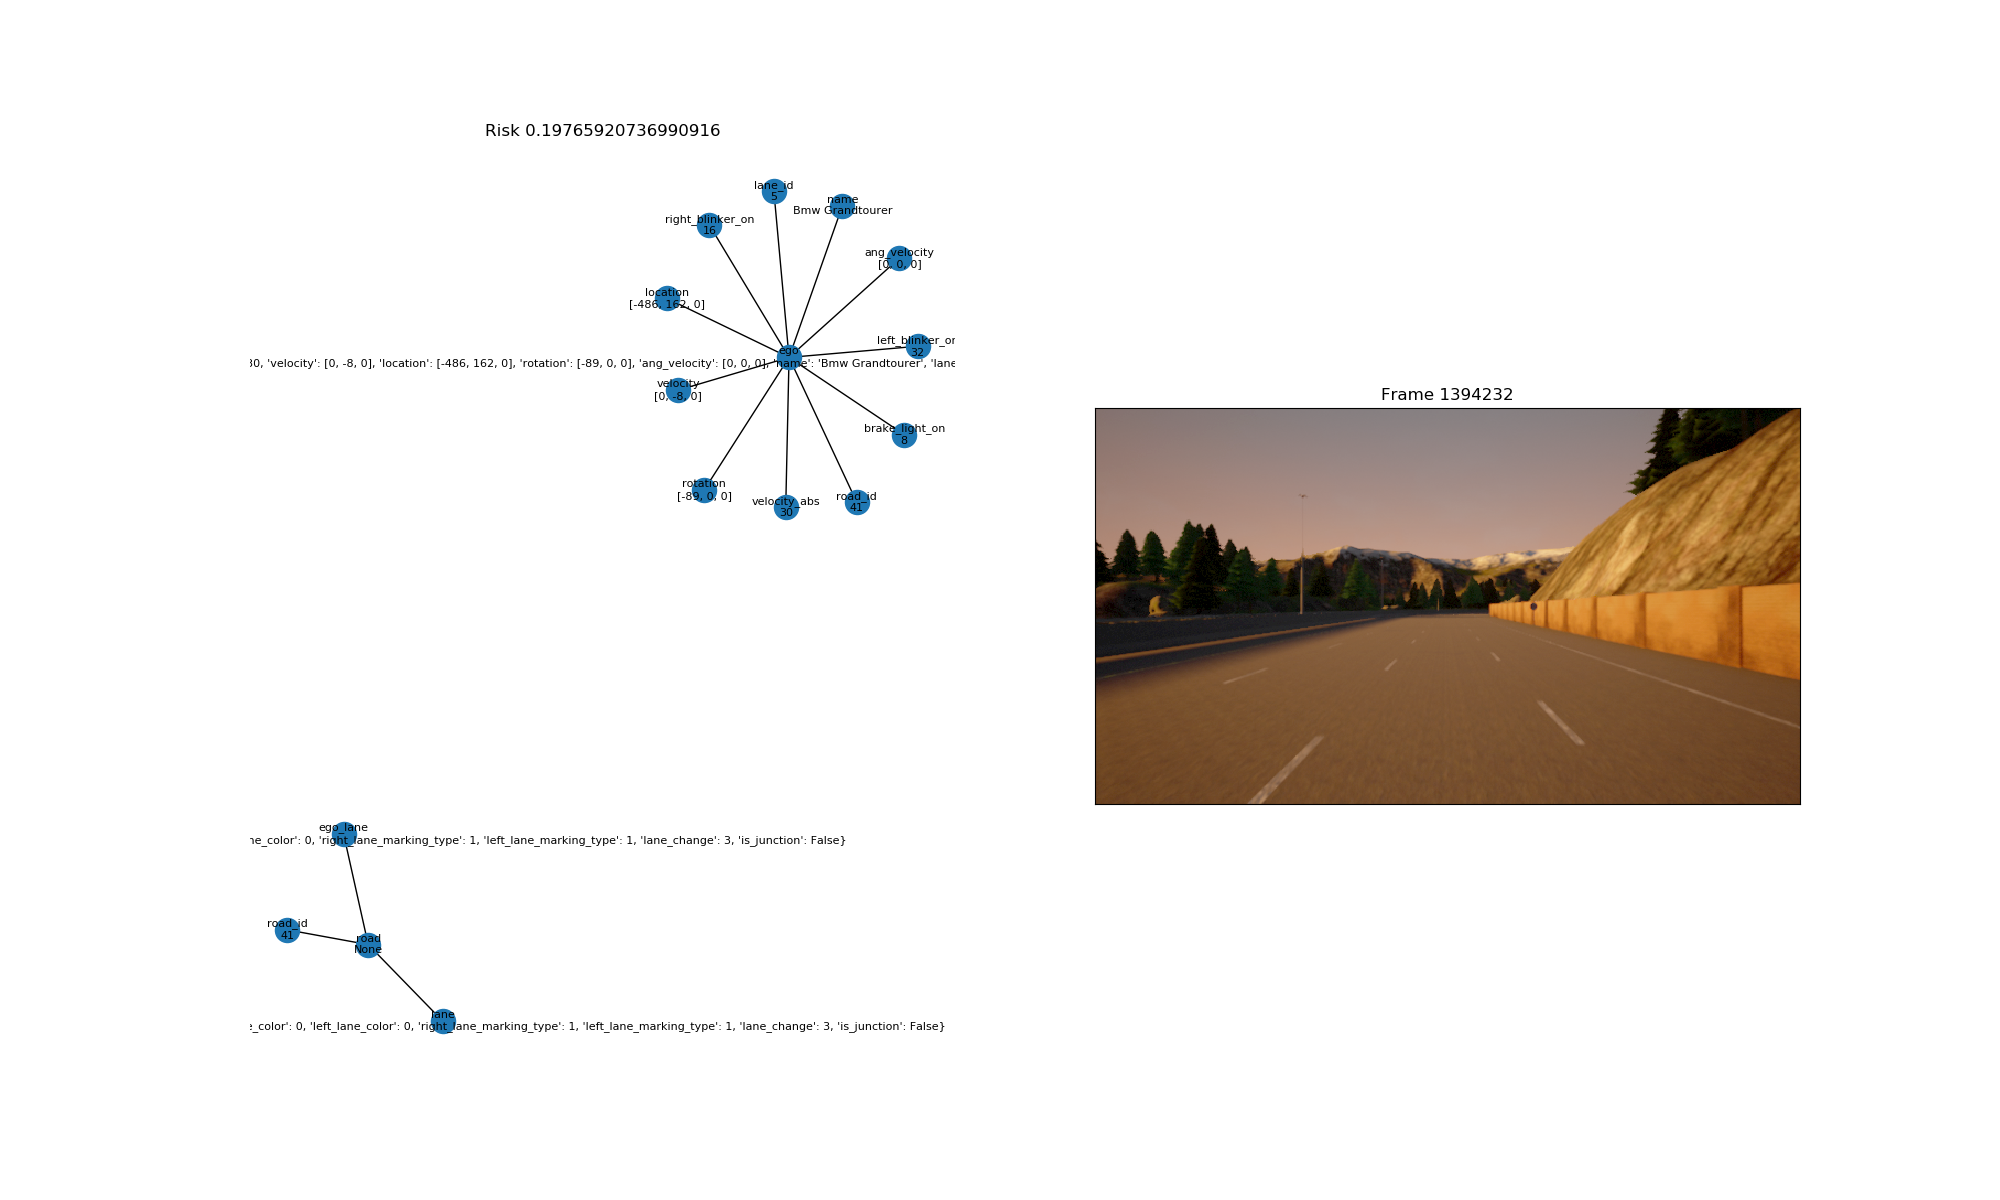 Risk 0.19765920736990916
lane_id
5
name
Bmw Grandtourer
right_blinker_on
16
ang_velocity
[0, 0, 0]
location
[-486, 162, 0]
left_blinker_on
32
ego
30, 'velocity': [0, -8, 0], 'location': [-486, 162, 0], 'rotation': [-89, 0, 0], 'ang_velocity': [0, 0, 0], 'name': 'Bmw Grandtourer', 'lane
velocity
[0, -8, 0]
brake_light_on
8
rotation
[-89, 0, 0]
velocity_abs
30
road_id
41
Frame 1394232
ego_lane
ne_color': 0, 'right_lane_marking_type': 1, 'left_lane_marking_type': 1, 'lane_change': 3, 'is_junction': False}
road_id
41
road
None
lane
e_color': 0, 'left_lane_color': 0, 'right_lane_marking_type': 1, 'left_lane_marking_type': 1, 'lane_change': 3, 'is_junction': False}